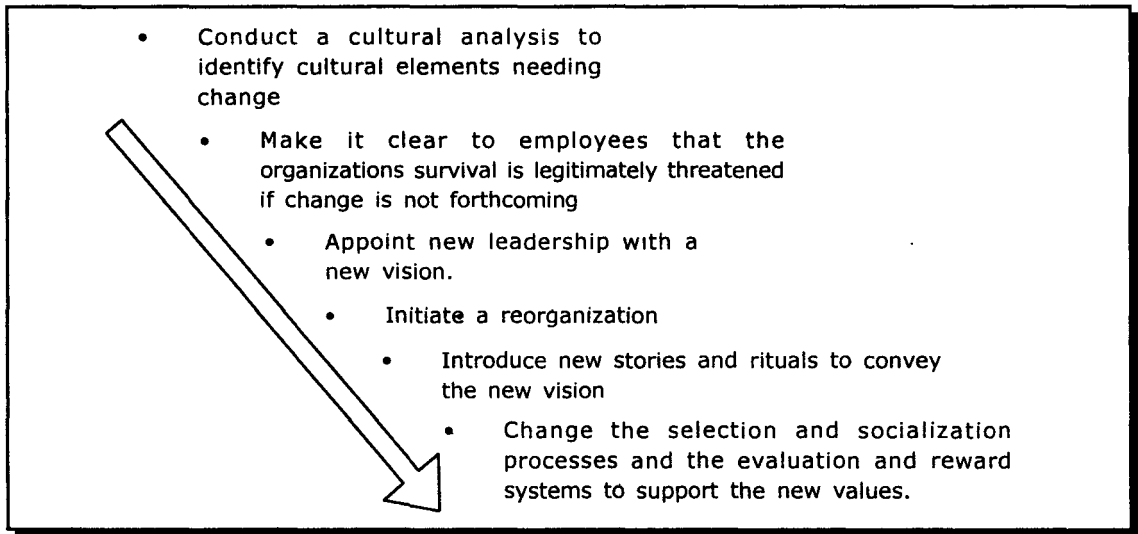 • Conduct a cultural analysis to
identify cultural elements needing
change
• Make it clear to employees that the
organizations survival is legitimately threatened
if change is not forthcoming
• Appoint new leadership with a
new vision.
• Initiate a reorganization
• Introduce new stories and rituals to convey
the new vision
• Change the selection and socialization
processes and the evaluation and reward
systems to support the new values.